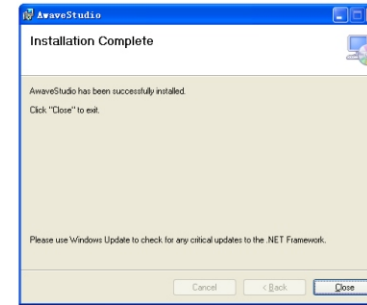 AwaveStudio
Installation Complete
AwaveStudio has been successfully installed.
Click "Close" to exit.
Please use Windows Update to check for any critical updates to the .NET Framework.
Cancel
< Back
Close